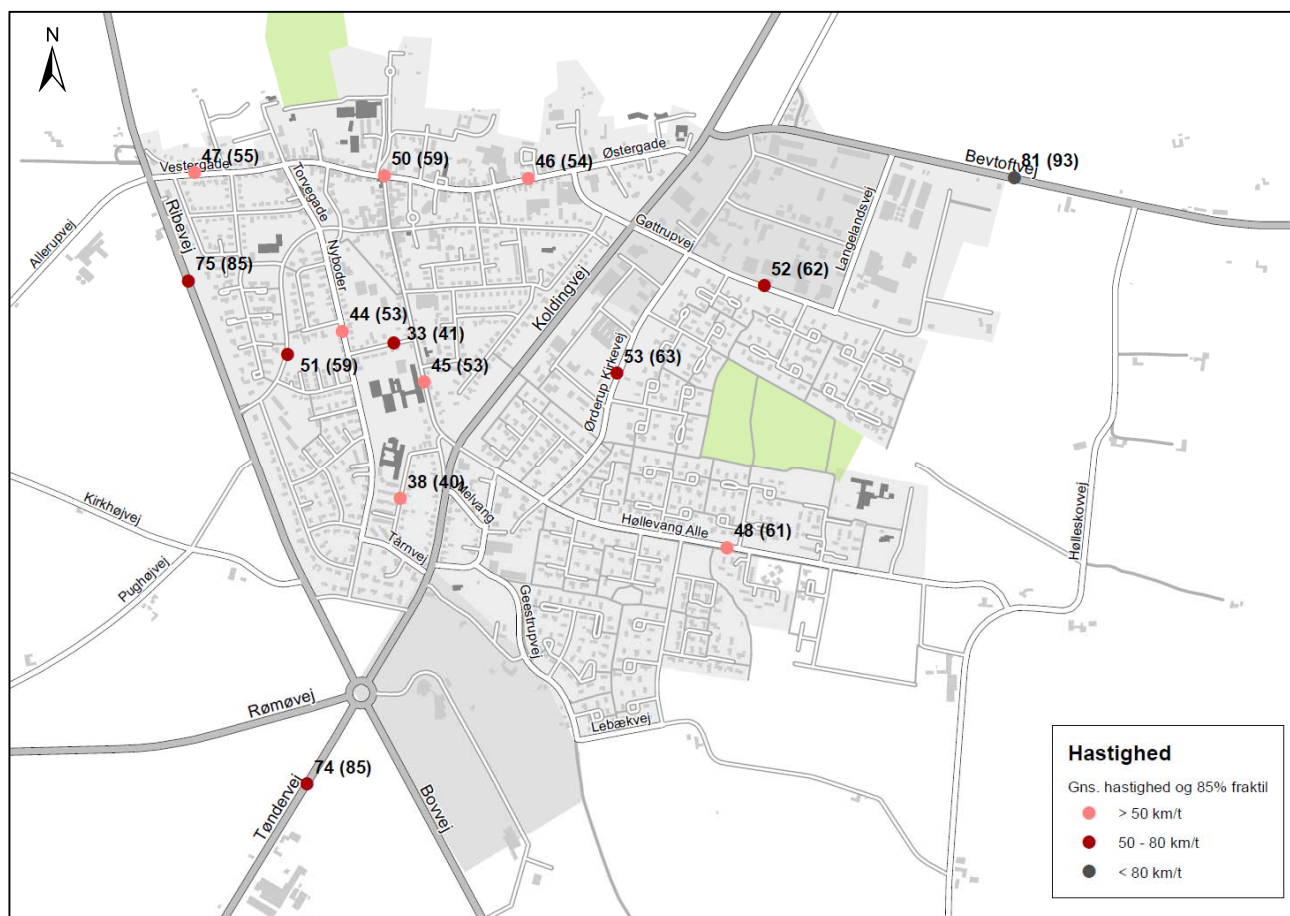 N
47 (55)
Vestergade
50 (59)
46 (54)
Østergade
Bevtoftvej
81 (93)
Torvegade
Allerupvej
Ribevej
Nyboder
Gøttrupvej
Langelandsvej
75 (85)
52 (62)
Koldingvej
44 (53)
33 (41)
51 (59)
45 (53)
53 (63)
Ørderup Kirkevej
38 (40)
Melvang
Kirkhøjvej
Høllevang Alle
48 (61)
Hølleskovvej
Tårnvej
Pughøjvej
Geestrupvej
Rømøvej
Lebækvej
74 (85)
Tøndervej
Bovvej
Hastighed
Gns. hastighed og 85% fraktil
> 50 km/t
50 - 80 km/t
< 80 km/t